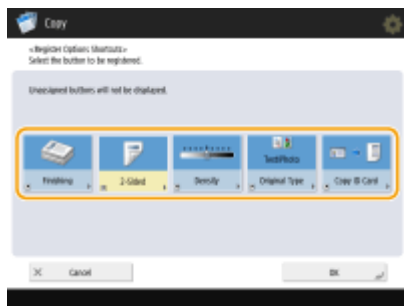 Copy
<Register Options Shortcuts>
Select the button to be registered.
Unassigned buttons will not be displayed.
Text/Photo
Finishing
2-Sided
Density
Original Type
Copy ID Card
Cancel
OK